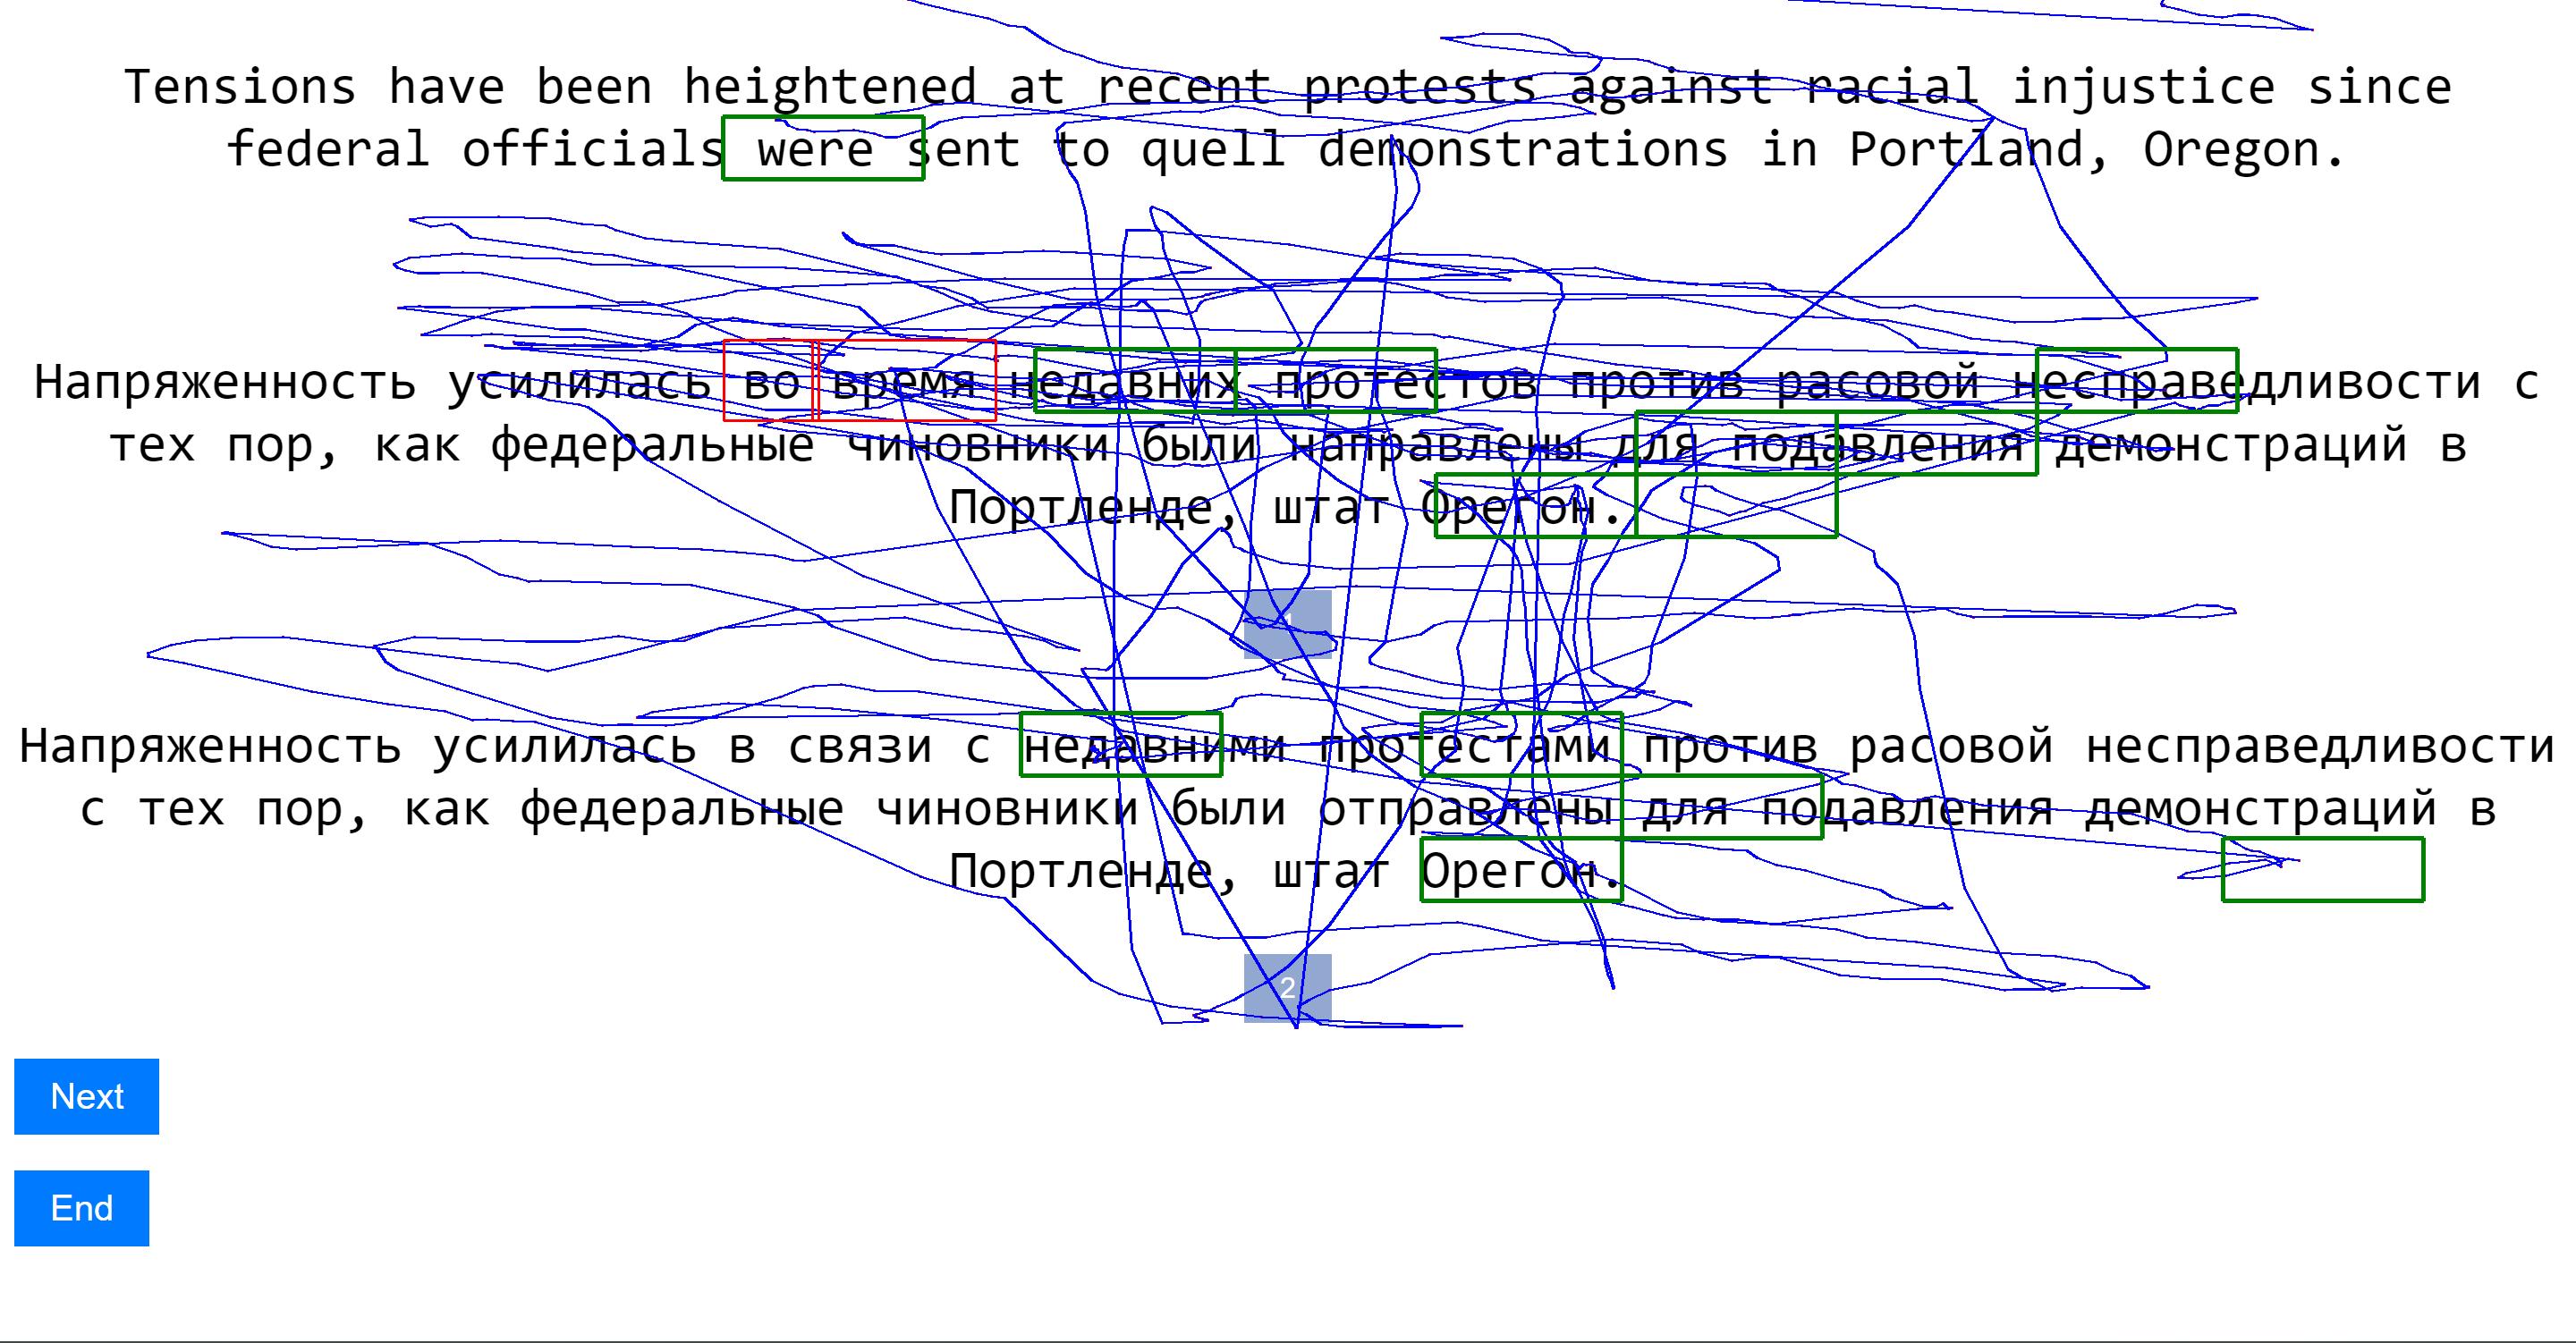 Tensions have been heightened at recent protests against racial injustice since
federal officials were sent to quell demonstrations in Portland, Oregon.
Напряженность усилилась во время недавних протестов против расовой несправедливости с
тех пор, как федеральные чиновники были направлены для подавления демонстраций в
Портленде, штат Орегон.
Напряженность усилилась в связи с недавними протестами против расовой несправедливости
с тех пор, как федеральные чиновники были отправлены для подавления демонстраций в
Портленде, штат Орегон.
2
Next
End